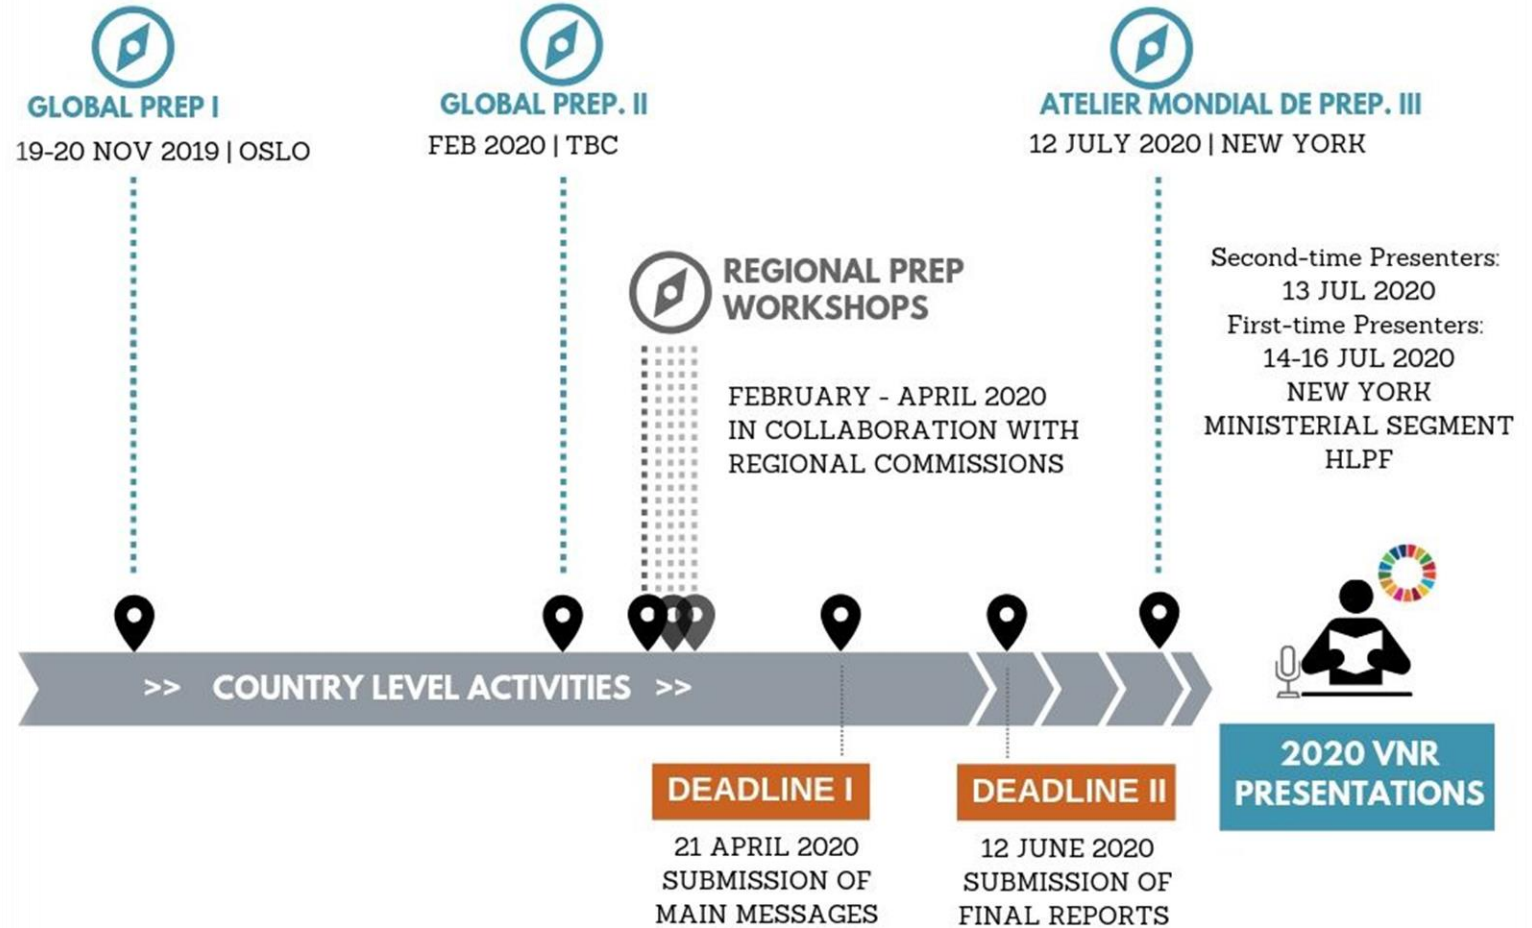 GLOBAL PREP I
19-20 NOV 2019 | OSLO
GLOBAL PREP. II
FEB 2020 | TBC
ATELIER MONDIAL DE PREP. III
12 JULY 2020 | NEW YORK
REGIONAL PREP
WORKSHOPS
FEBRUARY - APRIL 2020
IN COLLABORATION WITH
REGIONAL COMMISSIONS
Second-time Presenters:
13 JUL 2020
First-time Presenters:
14-16 JUL 2020
NEW YORK
MINISTERIAL SEGMENT
HLPF
>> COUNTRY LEVEL ACTIVITIES >>
DEADLINE I
21 APRIL 2020
SUBMISSION OF
MAIN MESSAGES
DEADLINE II
12 JUNE 2020
SUBMISSION OF
FINAL REPORTS
2020 VNR
PRESENTATIONS